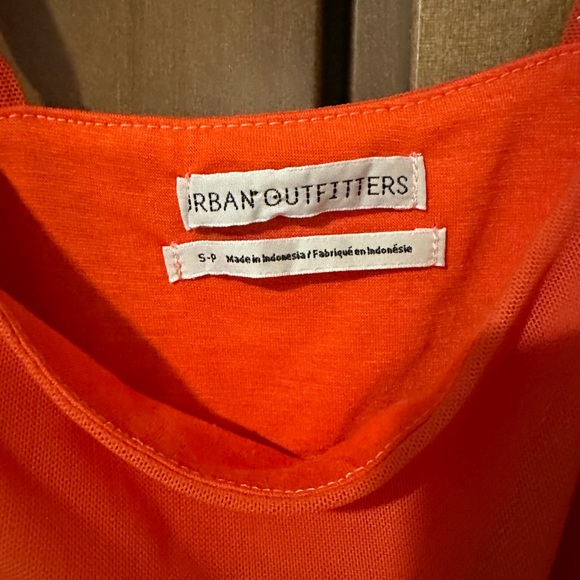 URBAN OUTFITTERS
S-P Made in Indonesia / Fabriqué en Indonésie